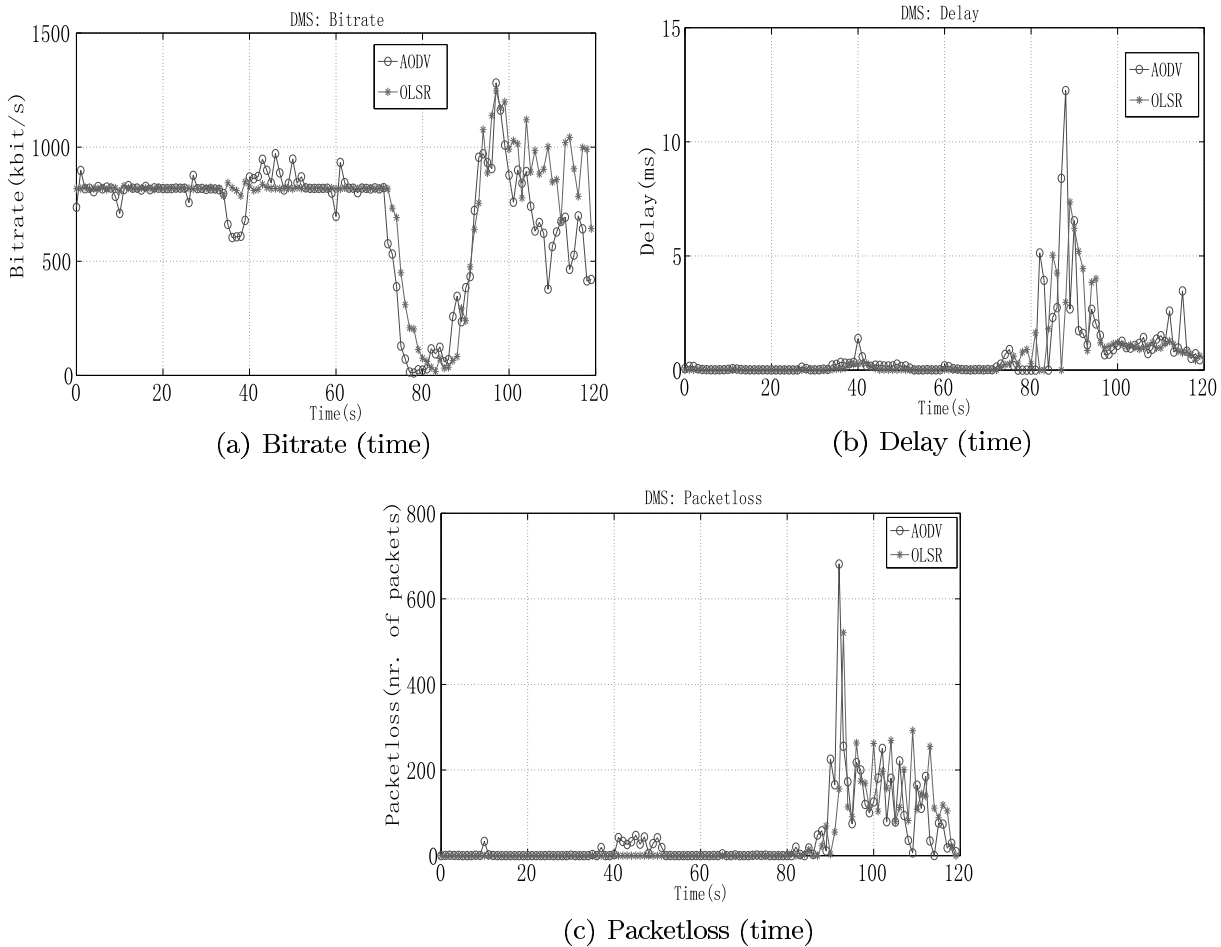 DMS: Bitrate
1500
1000
500
0
Bitrate(kbit/s)
AODV
OLSR
0 20 40 60 80 100 120
Time(s)
(a) Bitrate (time)
DMS: Delay
15
10
5
0
Delay(ms)
AODV
OLSR
0 20 40 60 80 100 120
Time(s)
(b) Delay (time)
DMS: Packetloss
800
600
400
200
0
Packetloss(nr. of packets)
AODV
OLSR
0 20 40 60 80 100 120
Time(s)
(c) Packetloss (time)